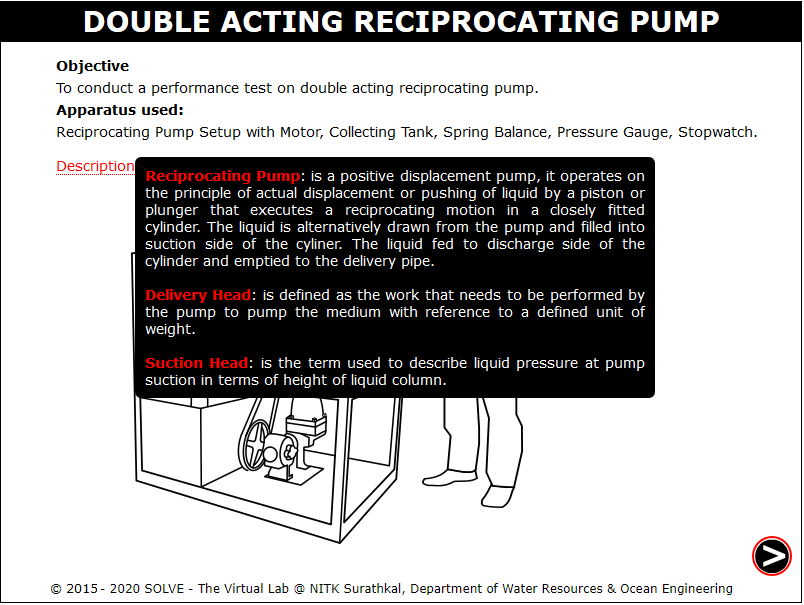 DOUBLE ACTING RECIPROCATING PUMP
Objective
To conduct a performance test on double acting reciprocating pump.
Apparatus used:
Reciprocating Pump Setup with Motor, Collecting Tank, Spring Balance, Pressure Gauge, Stopwatch.
Description
Reciprocating Pump: is a positive displacement pump, it operates on
the principle of actual displacement or pushing of liquid by a piston or
plunger that executes a reciprocating motion in a closely fitted
cylinder. The liquid is alternatively drawn from the pump and filled into
suction side of the cyliner. The liquid fed to discharge side of the
cylinder and emptied to the delivery pipe.
Delivery Head: is defined as the work that needs to be performed by
the pump to pump the medium with reference to a defined unit of
weight.
Suction Head: is the term used to describe liquid pressure at pump
suction in terms of height of liquid column.
>
© 2015 - 2020 SOLVE - The Virtual Lab @ NITK Surathkal, Department of Water Resources & Ocean Engineering